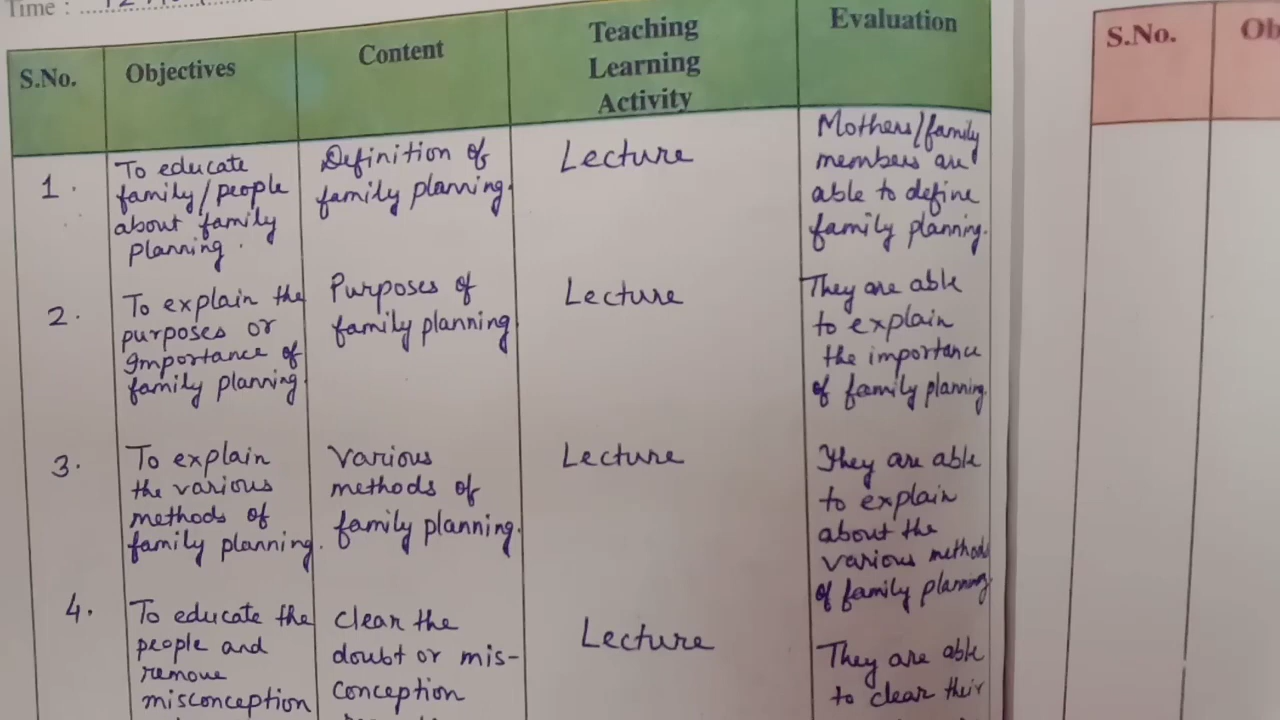 Time :
S.No.
Objectives
Content
Teaching
Learning
Activity
Evaluation
1.
To educate
family/people
about family
planning.
Definition of
family planning.
Lecture
Mothers/family
members are
able to define
family planning.
2.
To explain the
purposes or
Importance of
family planning
Purposes of
family planning
Lecture
They are able
to explain
the importance
of family planning.
3.
To explain
the various
methods of
family planning.
Various
methods of
family planning.
Lecture
They are able
to explain
about the
various methods
of family planning.
4.
To educate the
people and
remove
misconception
Clear the
doubt or mis-
conception
Lecture
They are able
to clear their
S.No.